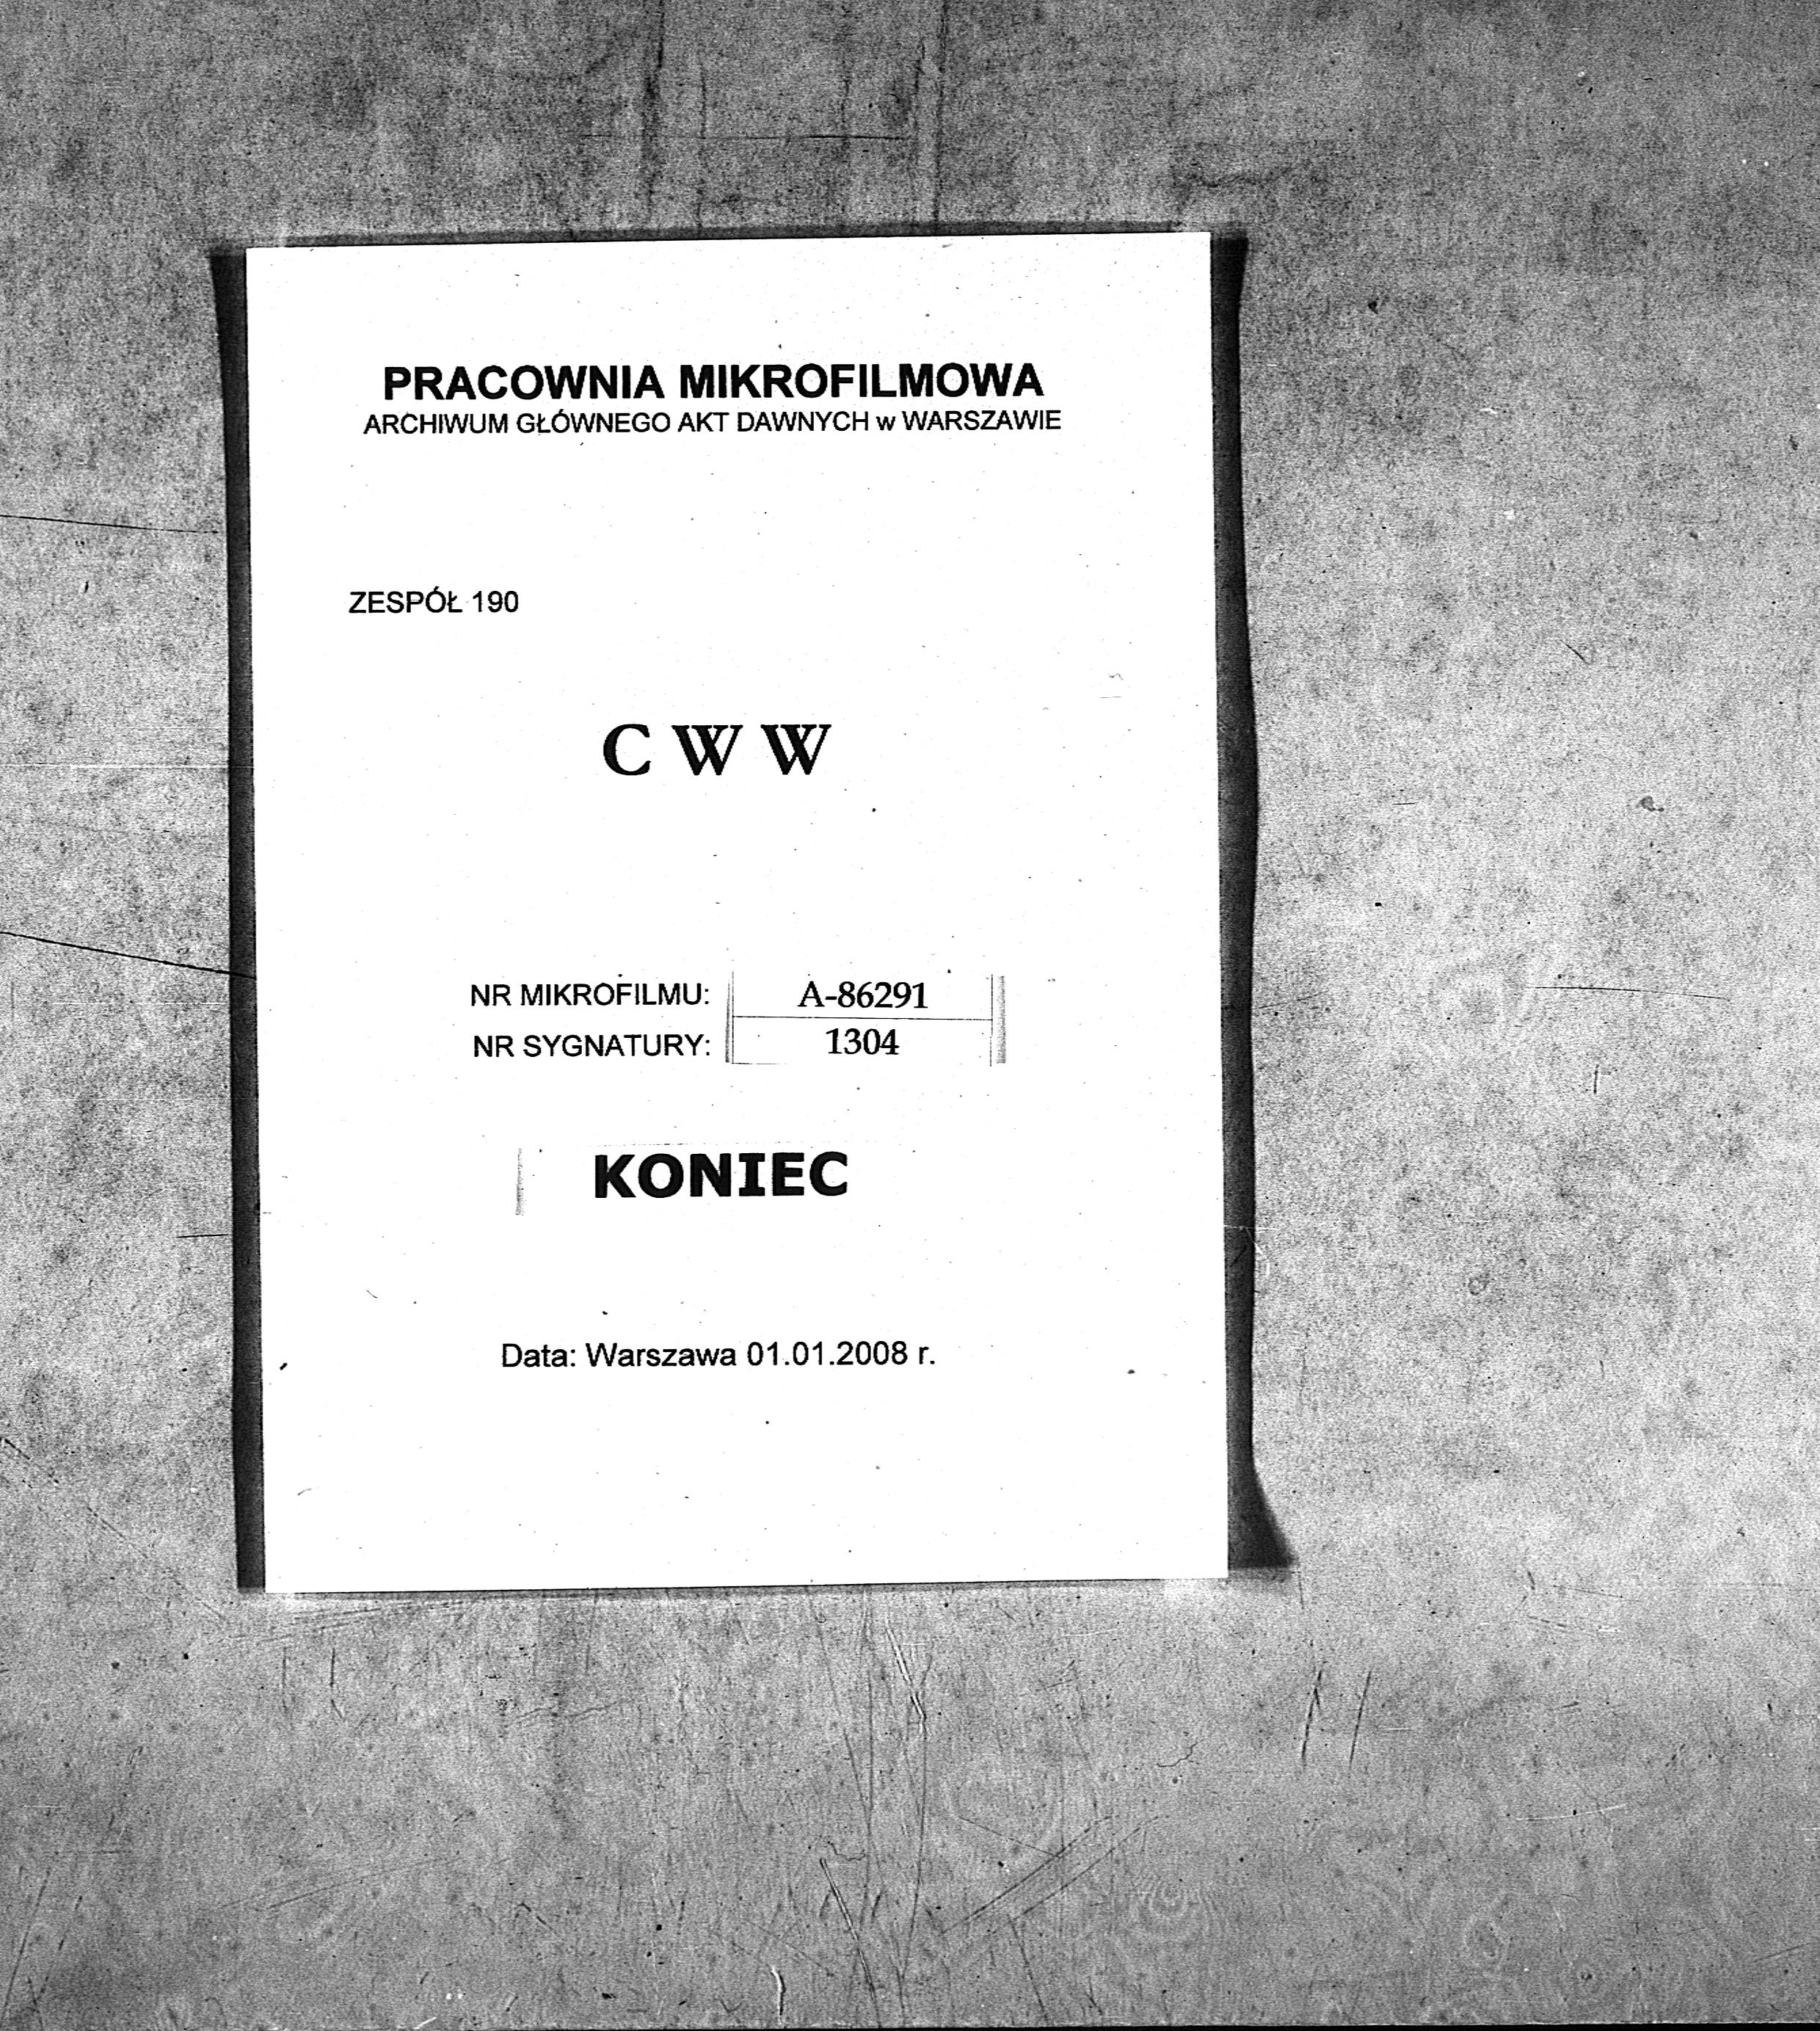 PRACOWNIA MIKROFILMOWA
ARCHIWUM GŁÓWNEGO AKT DAWNYCH w WARSZAWIE
ZESPÓŁ 190
C W W
NR MIKROFILMU: A-86291
NR SYGNATURY: 1304
KONIEC
Data: Warszawa 01.01.2008 r.